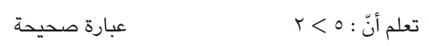 تعلم أنّ : ٥ > ٢ عبارة صحيحة